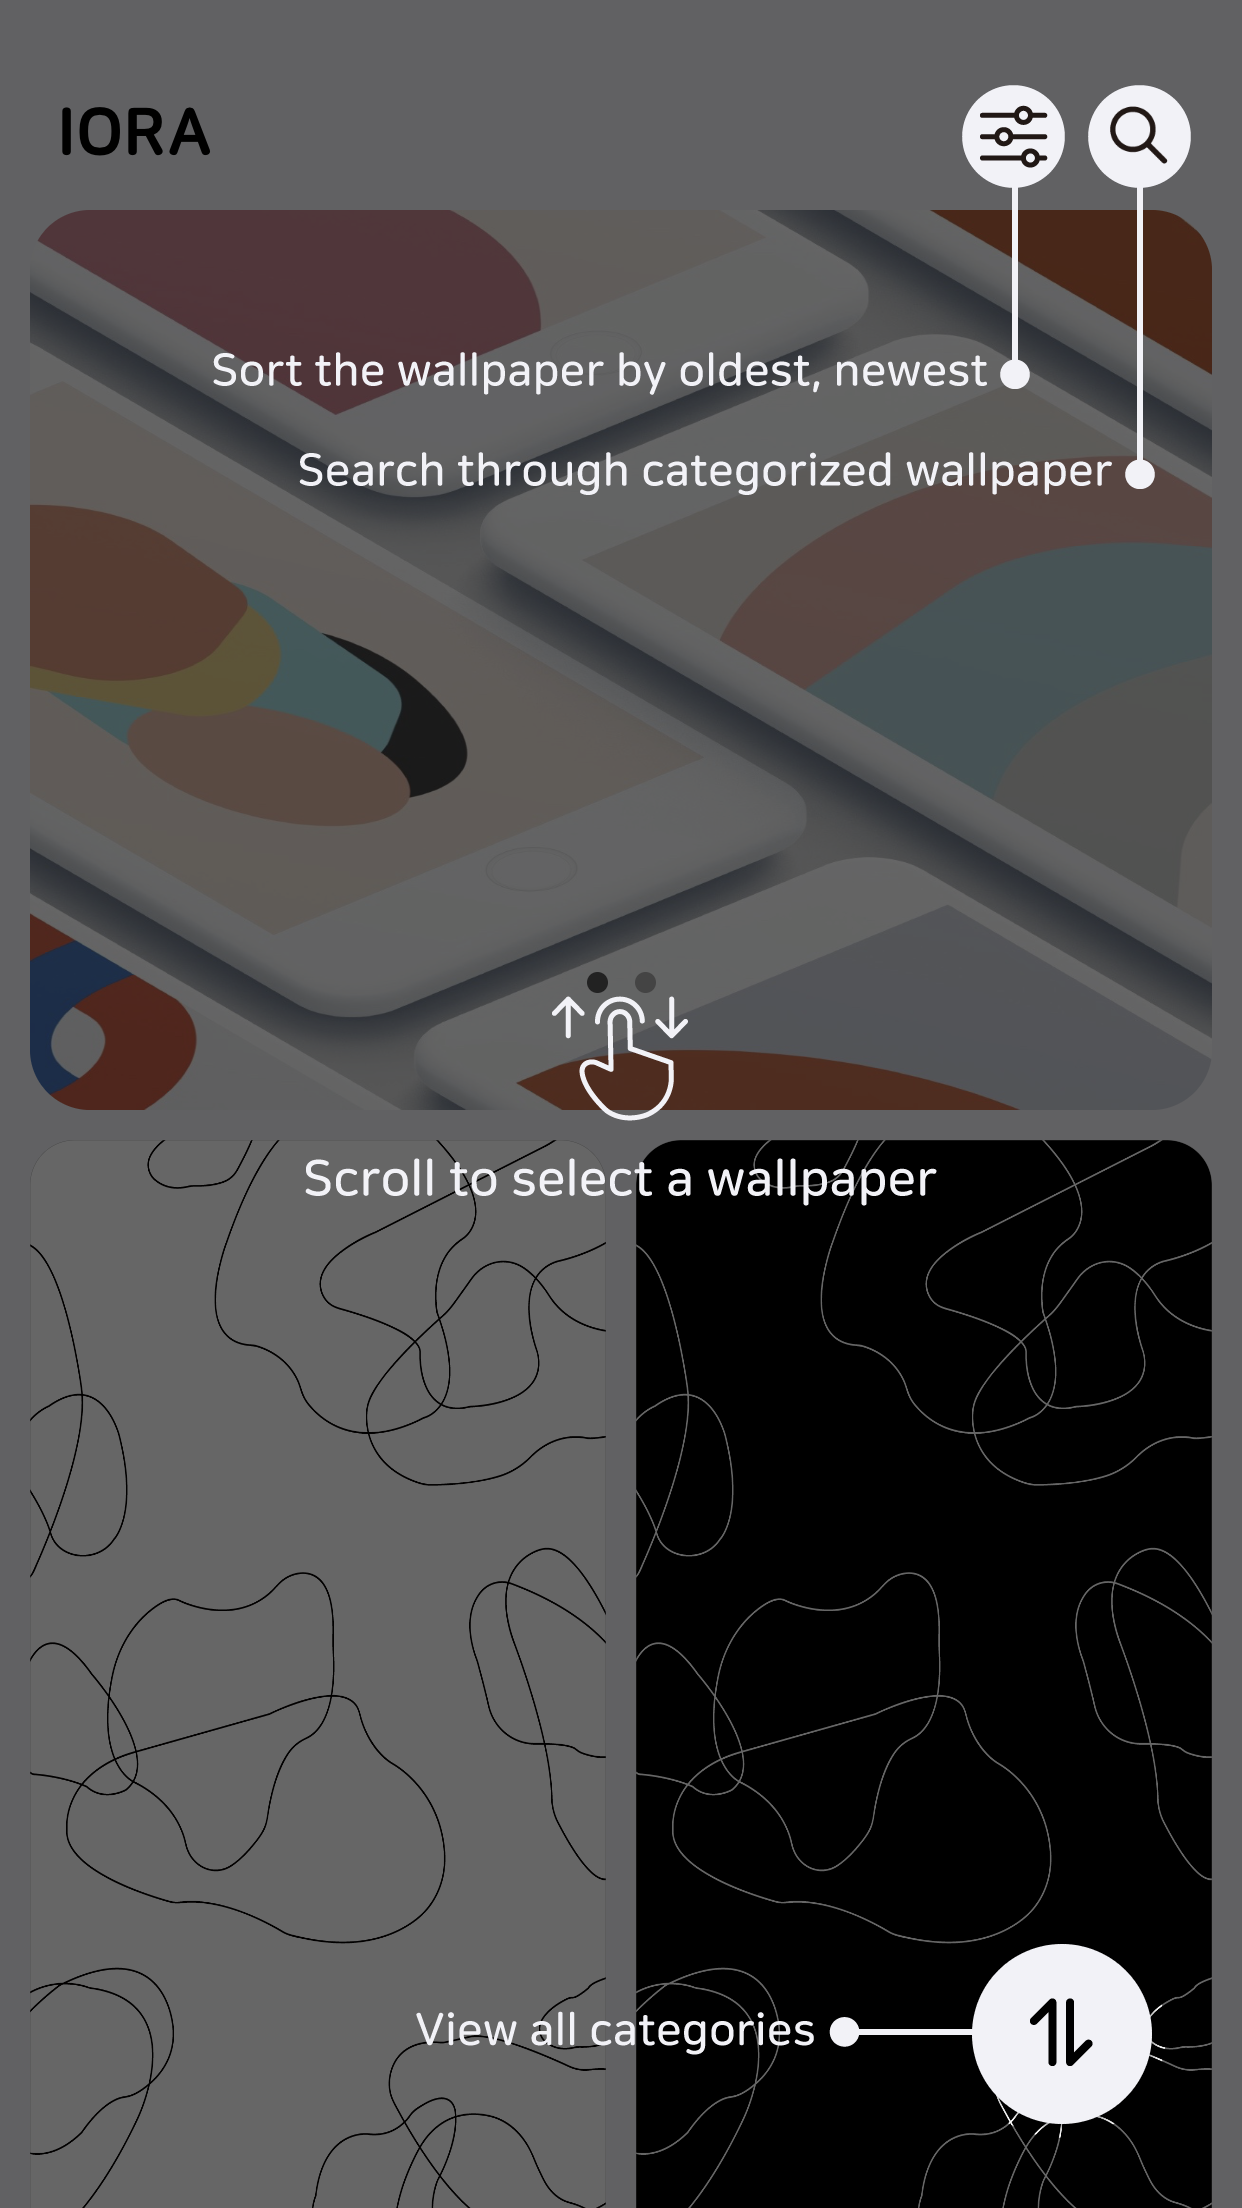 IORA
Sort the wallpaper by oldest, newest
Search through categorized wallpaper
Scroll to select a wallpaper
View all categories